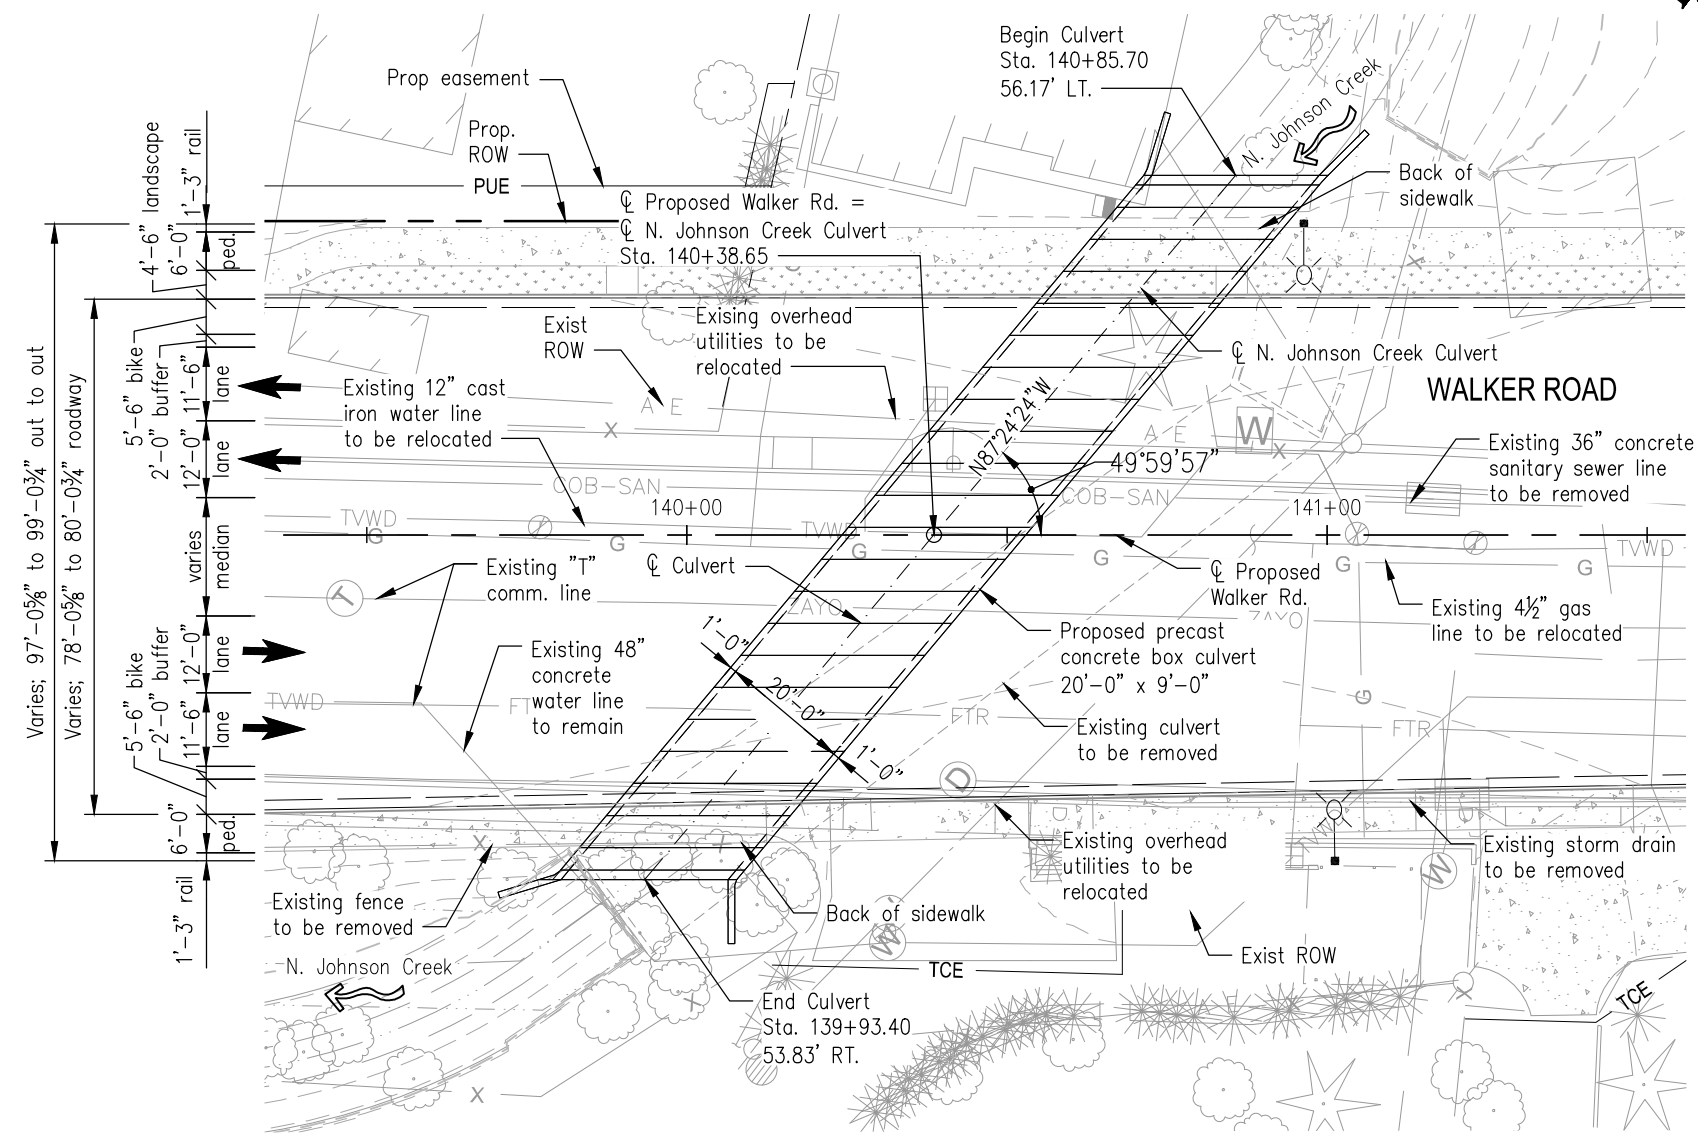 Begin Culvert
Sta. 140+85.70
56.17' LT.
Prop easement
Prop.
ROW
PUE
N. Johnson Creek
Back of
sidewalk
℄ Proposed Walker Rd. =
℄ N. Johnson Creek Culvert
Sta. 140+38.65
Exist
ROW
Exising overhead
utilities to be
relocated
℄ N. Johnson Creek Culvert
WALKER ROAD
Existing 12" cast
iron water line
to be relocated
A E
X
A E
W
X
X
N87°24'24"W
49°59'57"
Existing 36" concrete
sanitary sewer line
to be removed
COB-SAN
COB-SAN
140+00
141+00
TVWD
TVWD
TVWD
G
G
G
G
G
G
D
Existing "T"
comm. line
T
℄ Culvert
℄ Proposed
Walker Rd.
Existing 4½" gas
line to be relocated
ZAYO
ZAYO
Existing 48"
concrete
water line
to remain
Proposed precast
concrete box culvert
20'-0" x 9'-0"
1'-0"
20'-0"
1'-0"
TVWD
FT
FTR
FTR
G
Existing culvert
to be removed
D
D
Existing overhead
utilities to be
relocated
Existing storm drain
to be removed
TVW
W
W
X
X
X
X
X
Existing fence
to be removed
Back of sidewalk
Exist ROW
TCE
TCE
N. Johnson Creek
End Culvert
Sta. 139+93.40
53.83' RT.
Varies; 97'-0⅝" to 99'-0¾" out to out
Varies; 78'-0⅝" to 80'-0¾" roadway
1'-3" rail
4'-6" landscape
6'-0"
ped.
5'-6" bike
2'-0" buffer
11'-6"
lane
12'-0"
lane
varies
median
12'-0"
lane
5'-6" bike
2'-0" buffer
11'-6"
lane
6'-0"
ped.
1'-3" rail